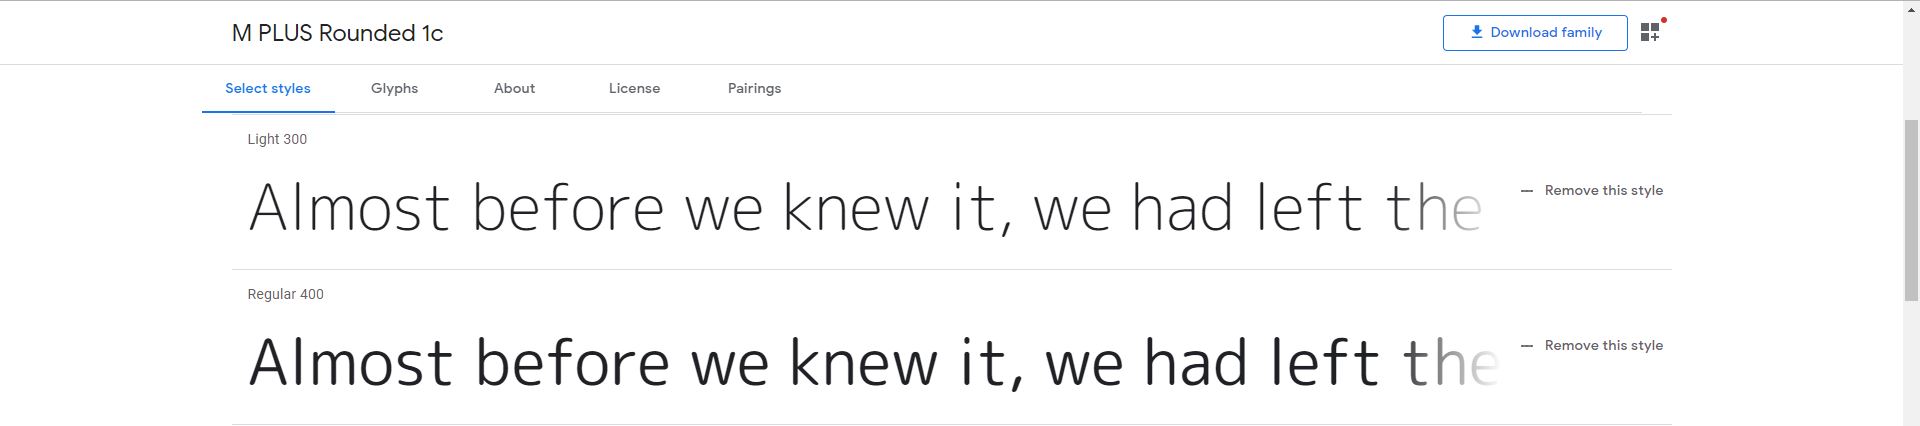 M PLUS Rounded 1c
Download family
Select styles
Glyphs
About
License
Pairings
Light 300
Almost before we knew it, we had left the
Remove this style
Regular 400
Almost before we knew it, we had left the
Remove this style